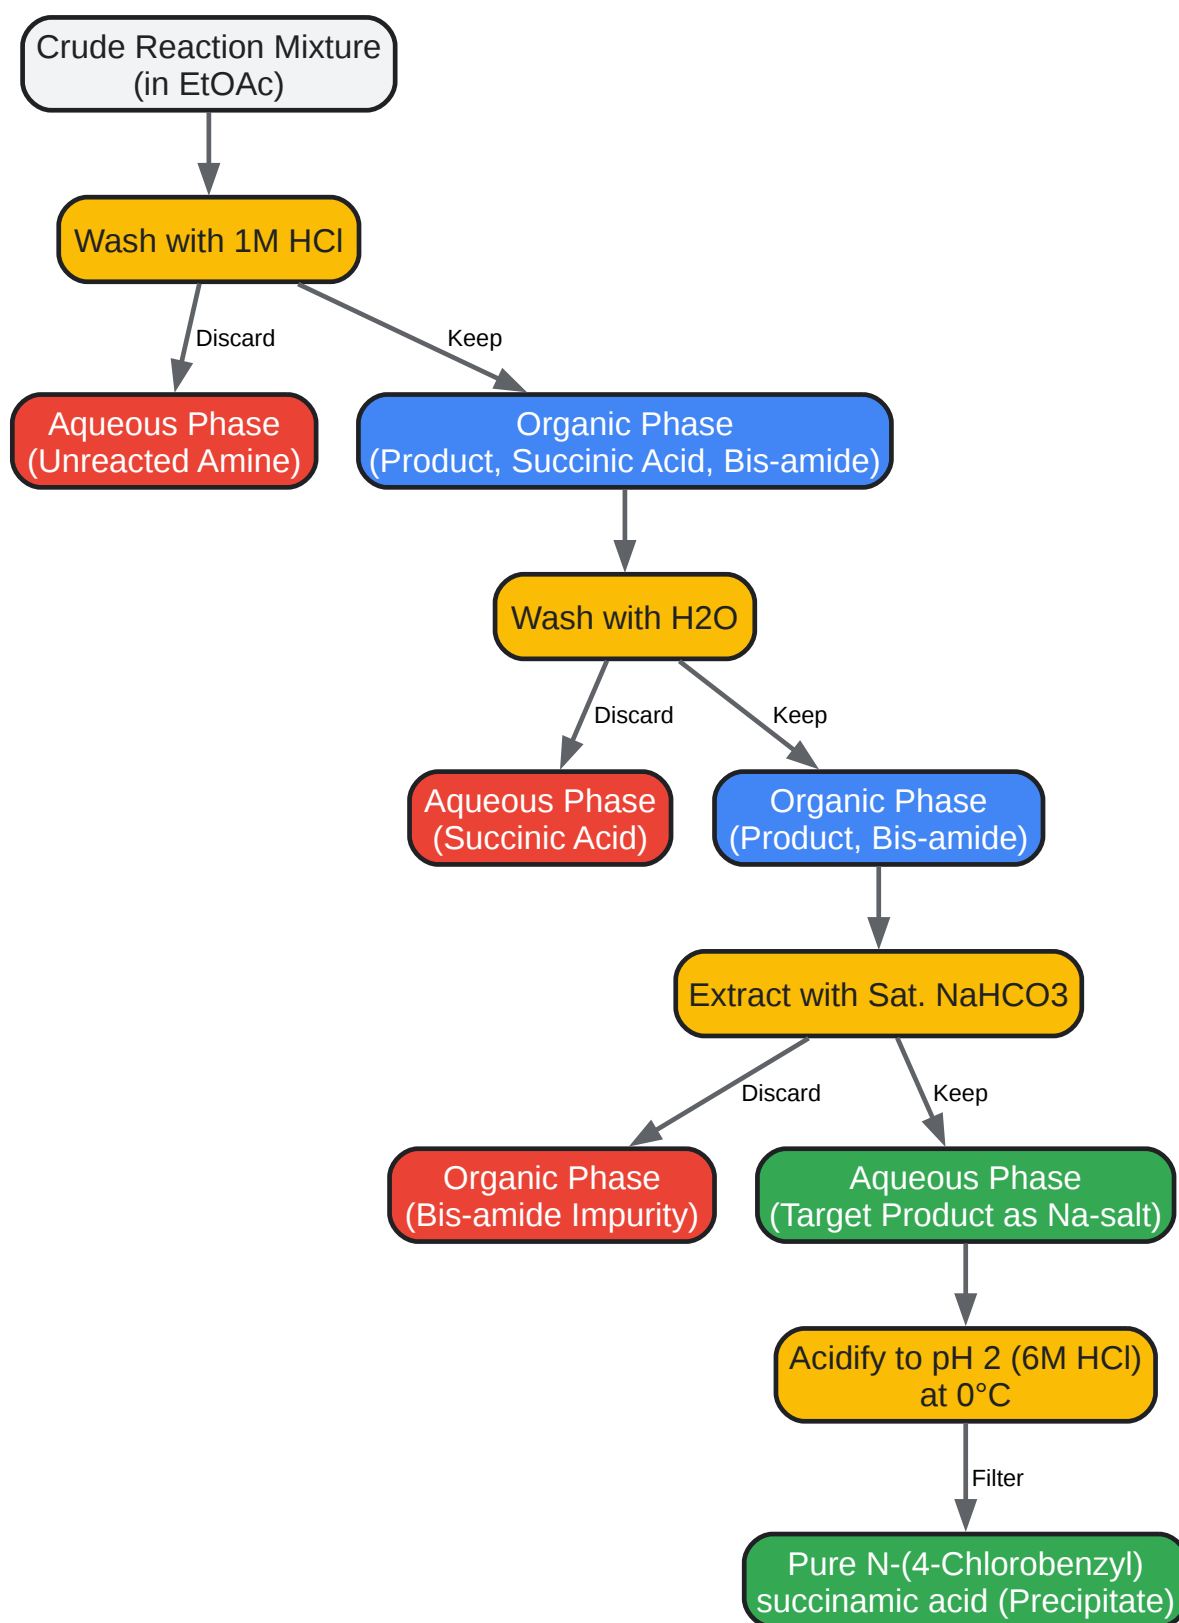 Crude Reaction Mixture
(in EtOAc)
Wash with 1M HCl
Discard
Keep
Aqueous Phase
(Unreacted Amine)
Organic Phase
(Product, Succinic Acid, Bis-amide)
Wash with H2O
Discard
Keep
Aqueous Phase
(Succinic Acid)
Organic Phase
(Product, Bis-amide)
Extract with Sat. NaHCO3
Discard
Keep
Organic Phase
(Bis-amide Impurity)
Aqueous Phase
(Target Product as Na-salt)
Acidify to pH 2 (6M HCl)
at 0°C
Filter
Pure N-(4-Chlorobenzyl)
succinamic acid (Precipitate)